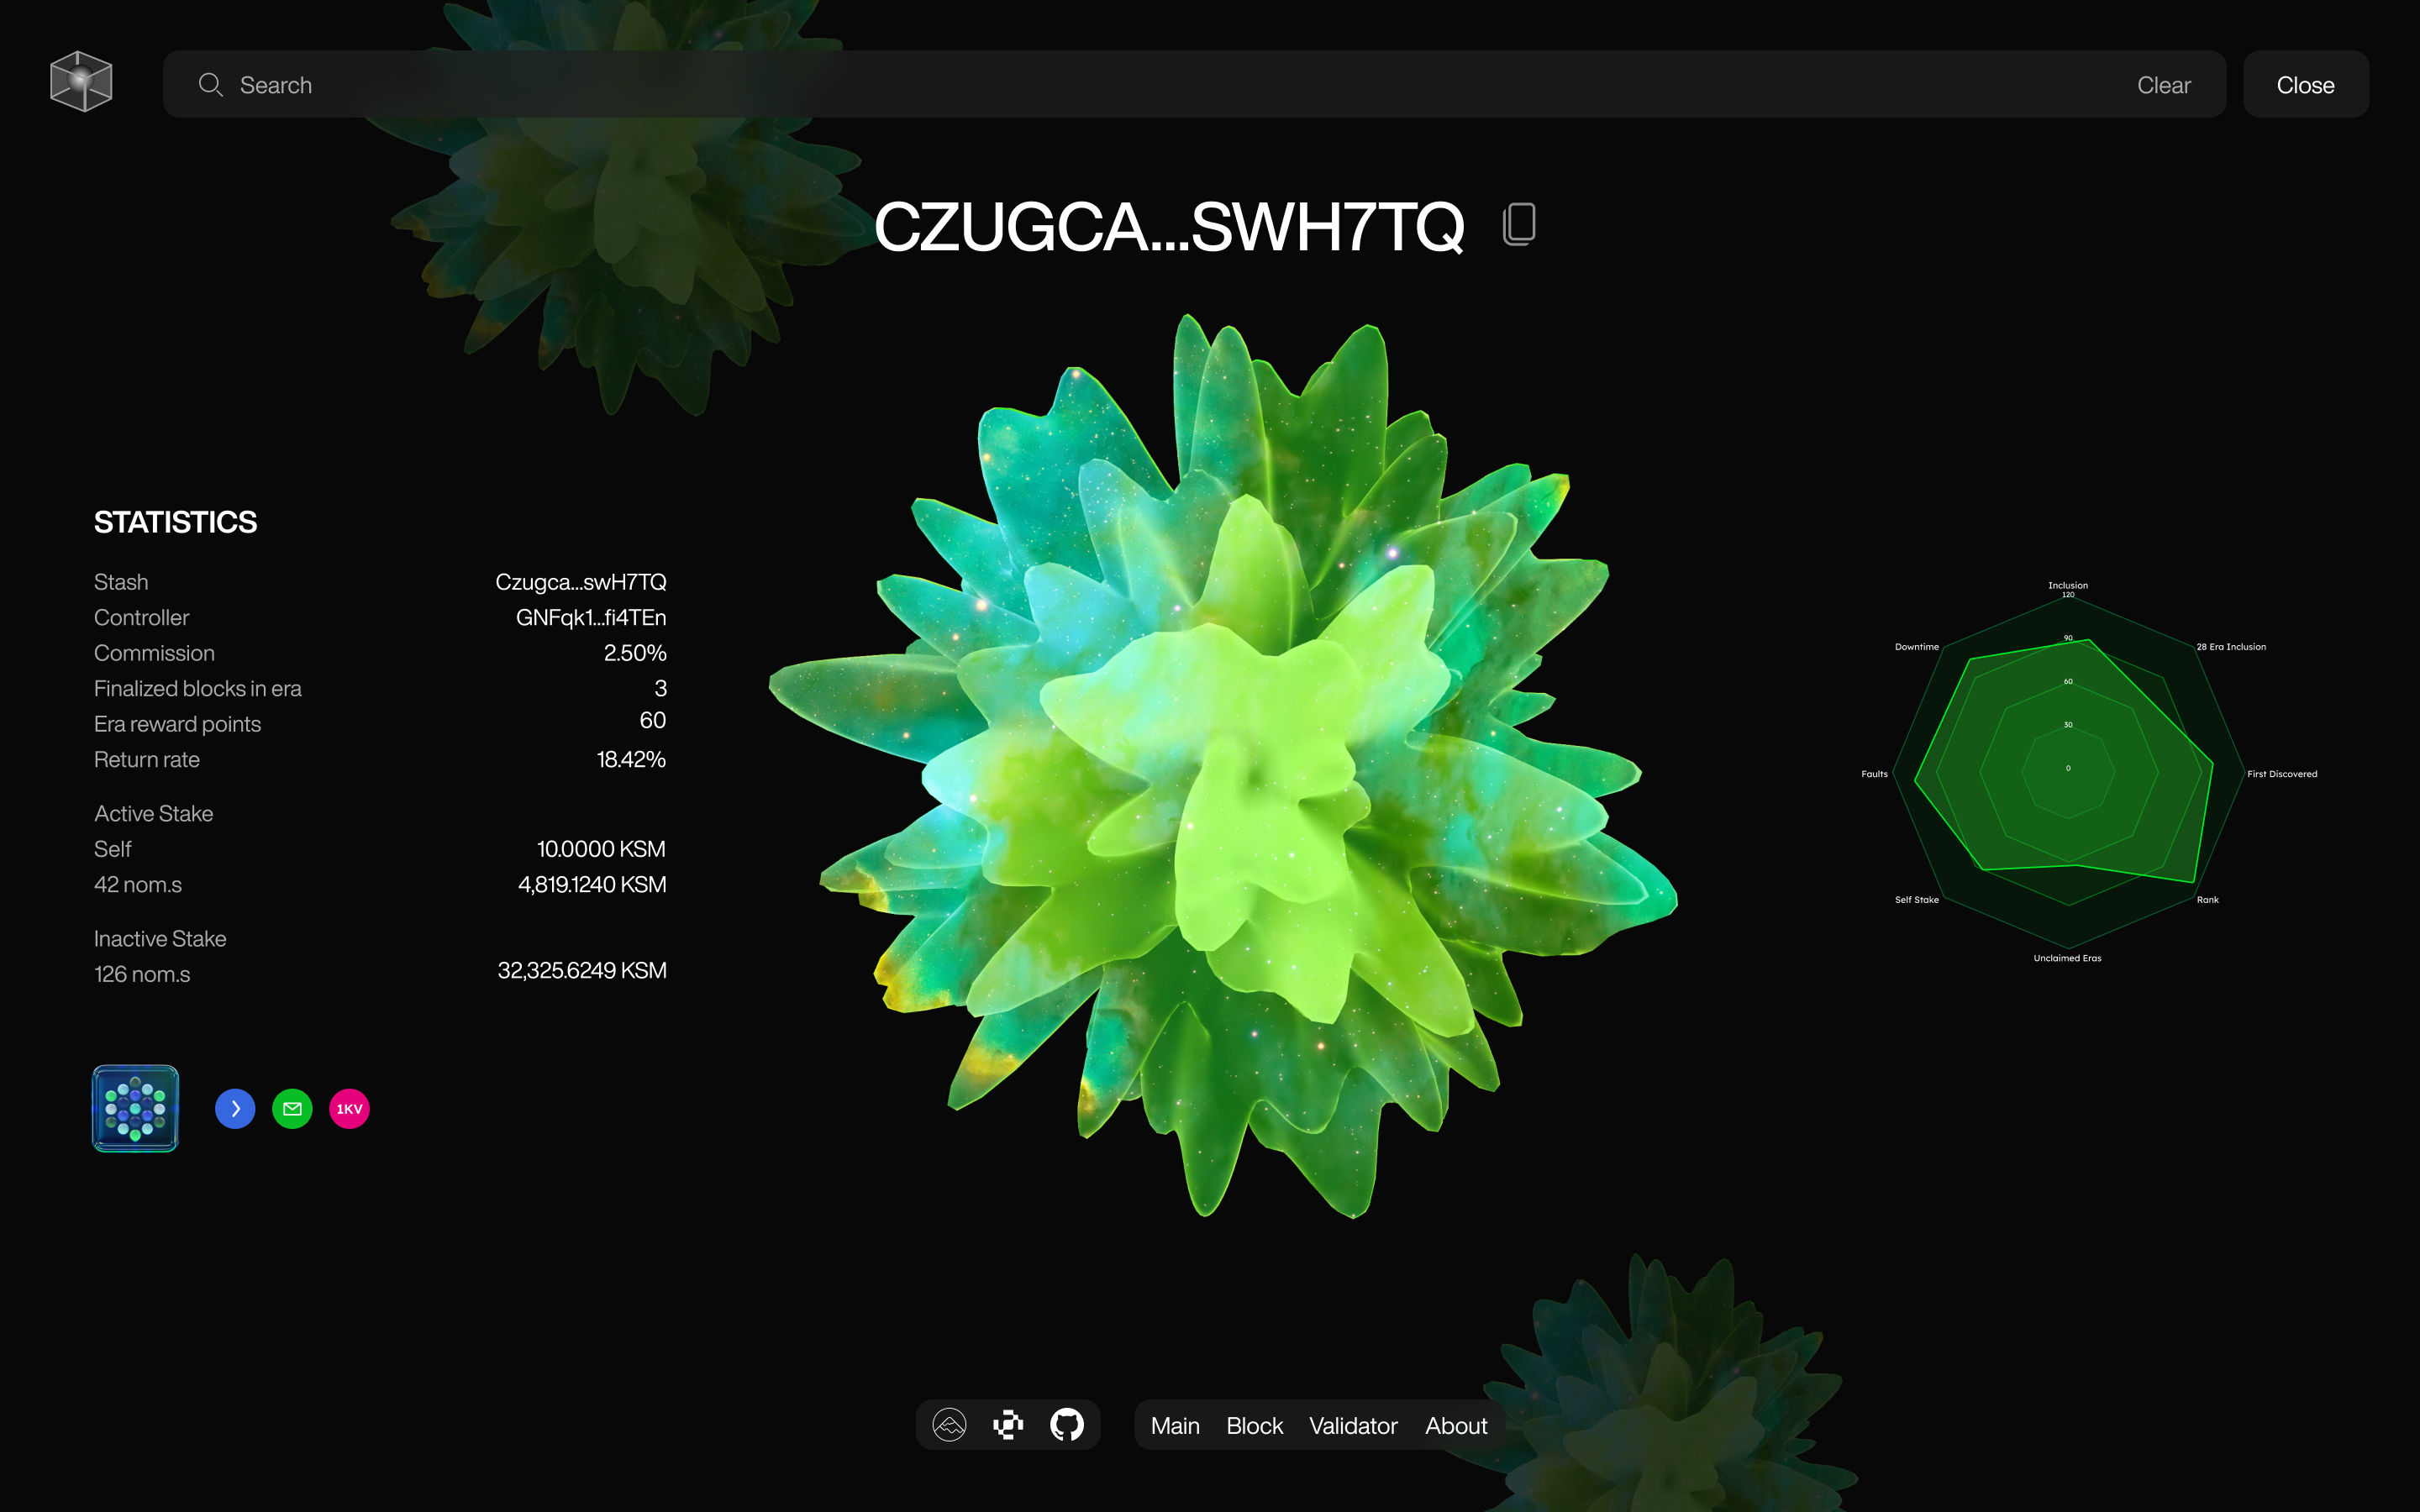 Search Clear Close
CZUGCA...SWH7TQ
STATISTICS
Stash Czugca...swH7TQ
Controller GNFqk1...fi4TEn
Commission 2.50%
Finalized blocks in era 3
Era reward points 60
Return rate 18.42%
Active Stake
Self 10.0000 KSM
42 nom.s 4,819.1240 KSM
Inactive Stake
126 nom.s 32,325.6249 KSM
1KV
Inclusion
120
90
60
30
0
28 Era Inclusion
First Discovered
Rank
Unclaimed Eras
Self Stake
Faults
Downtime
Main Block Validator About